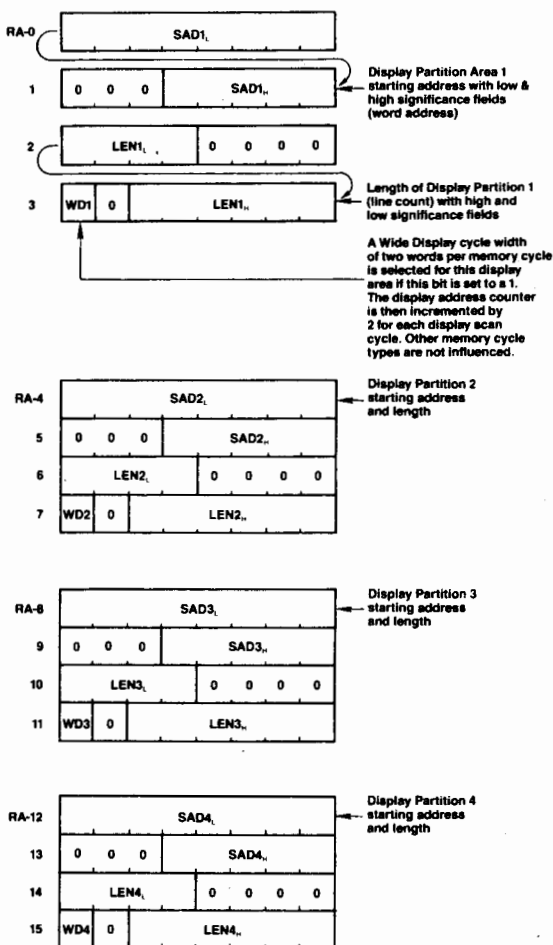 RA-0 SAD1L
1 0 0 0 SAD1H
Display Partition Area 1
starting address with low &
high significance fields
(word address)
2 LEN1L 0 0 0 0
3 WD1 0 LEN1H
Length of Display Partition 1
(line count) with high and
low significance fields
A Wide Display cycle width
of two words per memory cycle
is selected for this display
area if this bit is set to a 1.
The display address counter
is then incremented by
2 for each display scan
cycle. Other memory cycle
types are not influenced.
RA-4 SAD2L
Display Partition 2
starting address
and length
5 0 0 0 SAD2H
6 LEN2L 0 0 0 0
7 WD2 0 LEN2H
RA-8 SAD3L
Display Partition 3
starting address
and length
9 0 0 0 SAD3H
10 LEN3L 0 0 0 0
11 WD3 0 LEN3H
RA-12 SAD4L
Display Partition 4
starting address
and length
13 0 0 0 SAD4H
14 LEN4L 0 0 0 0
15 WD4 0 LEN4H